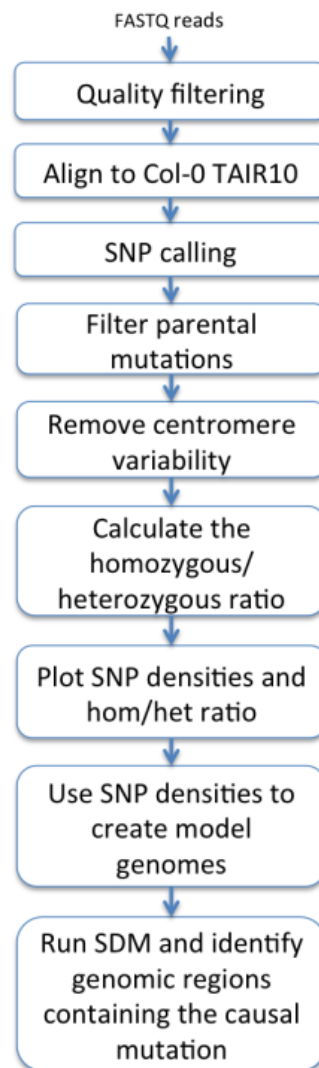 FASTQ reads
Quality filtering
Align to Col-0 TAIR10
SNP calling
Filter parental
mutations
Remove centromere
variability
Calculate the
homozygous/
heterozygous ratio
Plot SNP densities and
hom/het ratio
Use SNP densities to
create model
genomes
Run SDM and identify
genomic regions
containing the causal
mutation